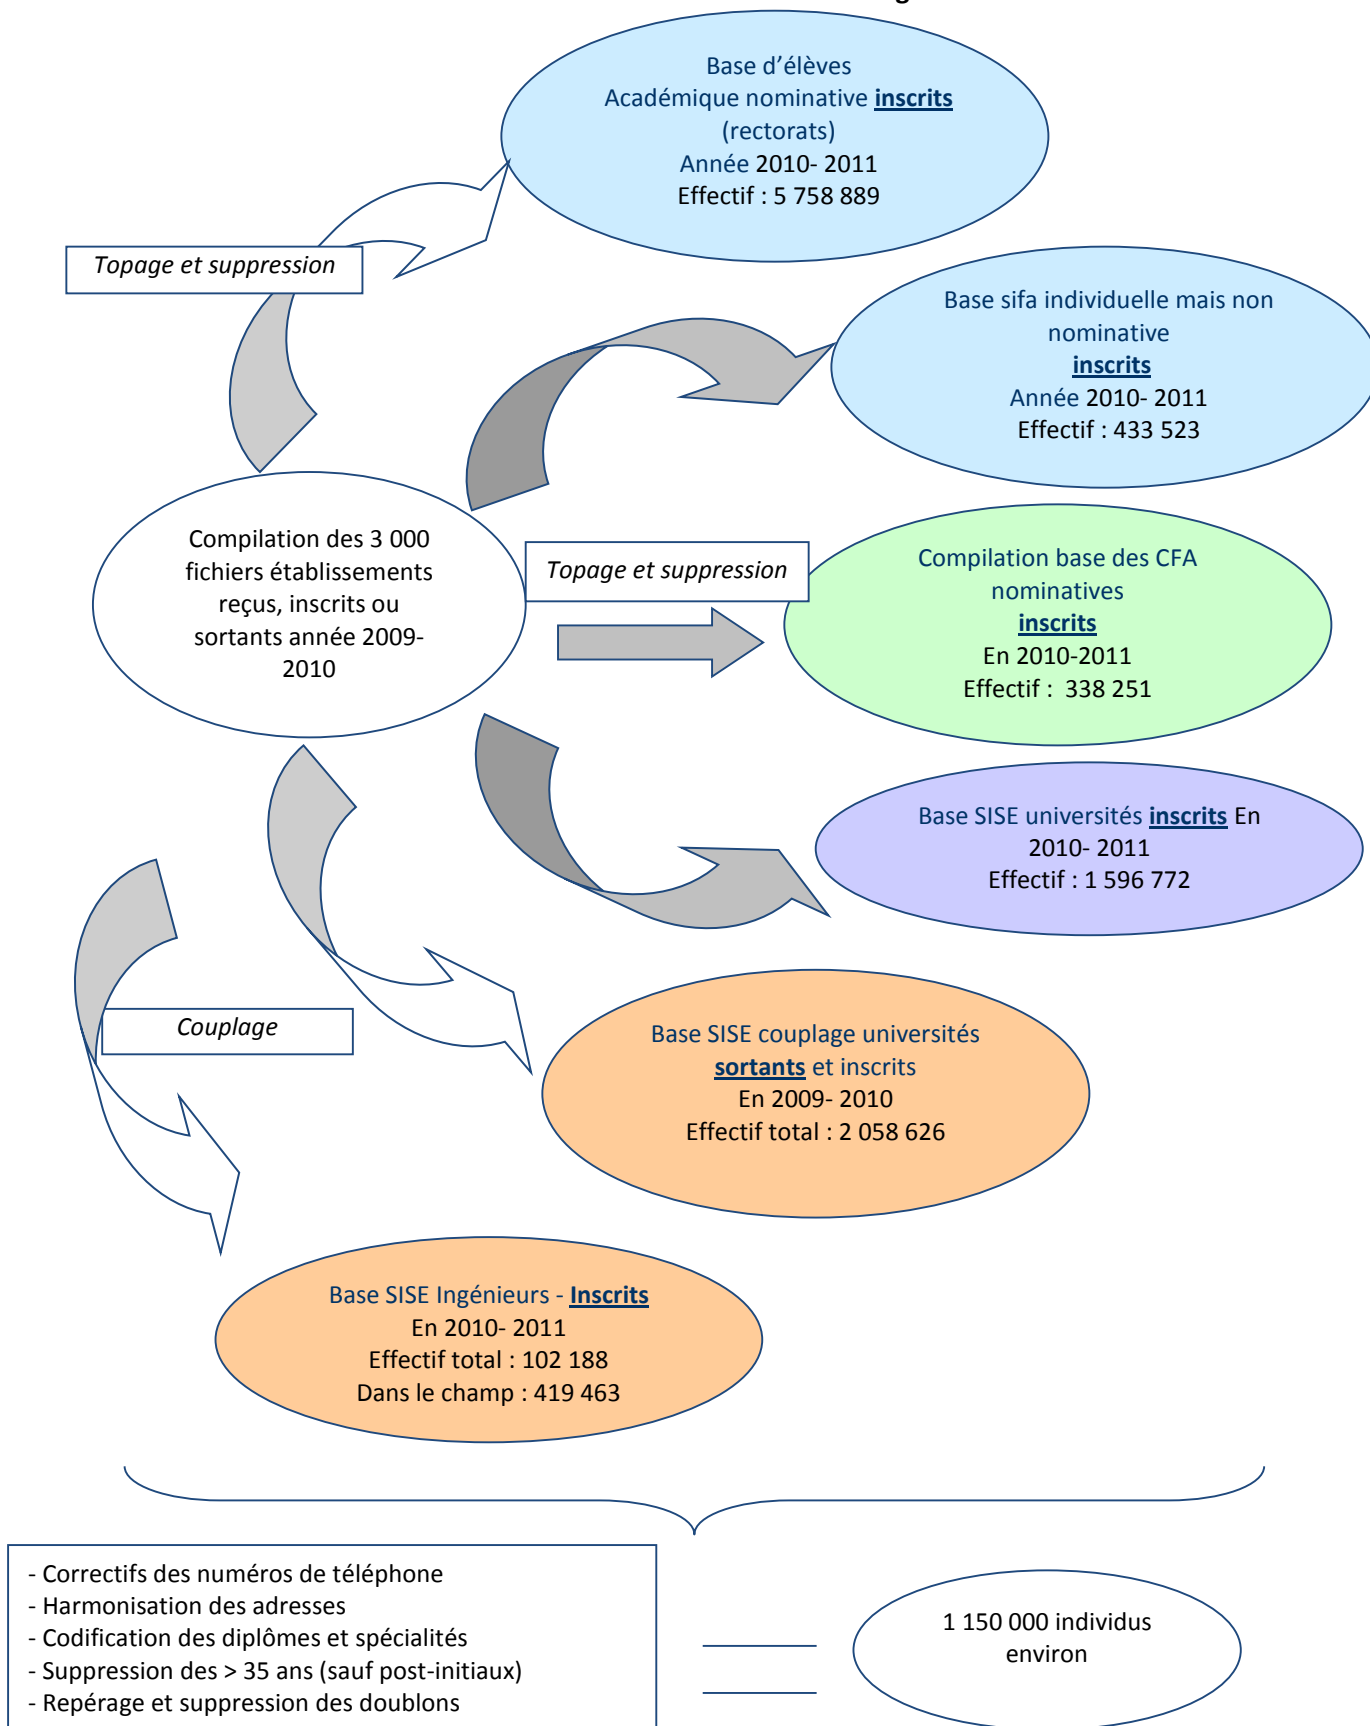 Base d’élèves
Académique nominative inscrits
(rectorats)
Année 2010- 2011
Effectif : 5 758 889
Topage et suppression
Base sifa individuelle mais non
nominative
inscrits
Année 2010- 2011
Effectif : 433 523
Compilation des 3 000
fichiers établissements
reçus, inscrits ou
sortants année 2009-
2010
Topage et suppression
Compilation base des CFA
nominatives
inscrits
En 2010-2011
Effectif :  338 251
Base SISE universités inscrits En
2010- 2011
Effectif : 1 596 772
Couplage
Base SISE couplage universités
sortants et inscrits
En 2009- 2010
Effectif total : 2 058 626
Base SISE Ingénieurs - Inscrits
En 2010- 2011
Effectif total : 102 188
Dans le champ : 419 463
- Correctifs des numéros de téléphone
- Harmonisation des adresses
- Codification des diplômes et spécialités
- Suppression des > 35 ans (sauf post-initiaux)
- Repérage et suppression des doublons
1 150 000 individus
environ